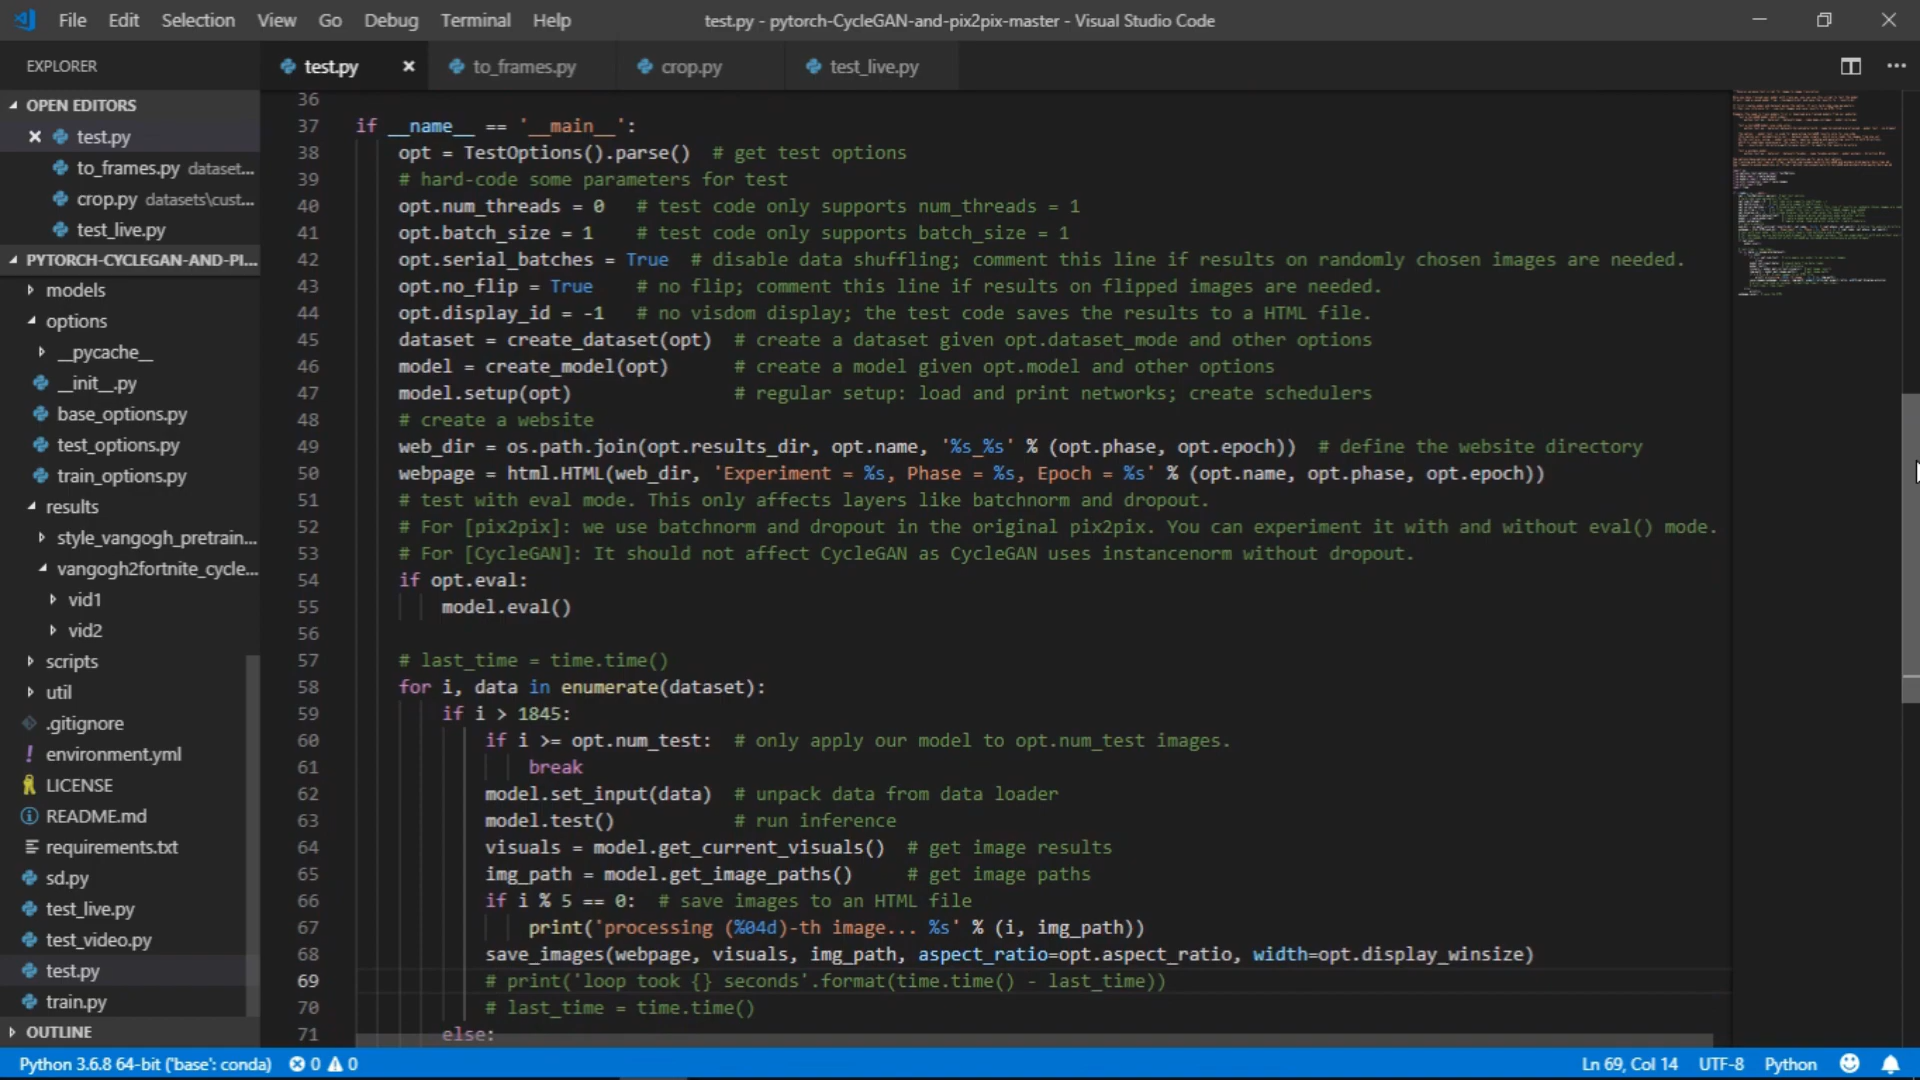 File Edit Selection View Go Debug Terminal Help
test.py - pytorch-CycleGAN-and-pix2pix-master - Visual Studio Code
EXPLORER
test.py
to_frames.py
crop.py
test_live.py
OPEN EDITORS
test.py
to_frames.py dataset...
crop.py datasets\cust...
test_live.py
PYTORCH-CYCLEGAN-AND-PI...
models
options
__pycache__
__init__.py
base_options.py
test_options.py
train_options.py
results
style_vangogh_pretrain...
vangogh2fortnite_cycle...
vid1
vid2
scripts
util
.gitignore
environment.yml
LICENSE
README.md
requirements.txt
sd.py
test_live.py
test_video.py
test.py
train.py
OUTLINE
36
37 if __name__ == '__main__':
38 opt = TestOptions().parse()  # get test options
39 # hard-code some parameters for test
40 opt.num_threads = 0   # test code only supports num_threads = 1
41 opt.batch_size = 1    # test code only supports batch_size = 1
42 opt.serial_batches = True  # disable data shuffling; comment this line if results on randomly chosen images are needed.
43 opt.no_flip = True    # no flip; comment this line if results on flipped images are needed.
44 opt.display_id = -1   # no visdom display; the test code saves the results to a HTML file.
45 dataset = create_dataset(opt)  # create a dataset given opt.dataset_mode and other options
46 model = create_model(opt)      # create a model given opt.model and other options
47 model.setup(opt)               # regular setup: load and print networks; create schedulers
48 # create a website
49 web_dir = os.path.join(opt.results_dir, opt.name, '%s_%s' % (opt.phase, opt.epoch))  # define the website directory
50 webpage = html.HTML(web_dir, 'Experiment = %s, Phase = %s, Epoch = %s' % (opt.name, opt.phase, opt.epoch))
51 # test with eval mode. This only affects layers like batchnorm and dropout.
52 # For [pix2pix]: we use batchnorm and dropout in the original pix2pix. You can experiment it with and without eval() mode.
53 # For [CycleGAN]: It should not affect CycleGAN as CycleGAN uses instancenorm without dropout.
54 if opt.eval:
55 model.eval()
56
57 # last_time = time.time()
58 for i, data in enumerate(dataset):
59 if i > 1845:
60 if i >= opt.num_test:  # only apply our model to opt.num_test images.
61 break
62 model.set_input(data)  # unpack data from data loader
63 model.test()           # run inference
64 visuals = model.get_current_visuals()  # get image results
65 img_path = model.get_image_paths()     # get image paths
66 if i % 5 == 0:  # save images to an HTML file
67 print('processing (%04d)-th image... %s' % (i, img_path))
68 save_images(webpage, visuals, img_path, aspect_ratio=opt.aspect_ratio, width=opt.display_winsize)
69 # print('loop took {} seconds'.format(time.time() - last_time))
70 # last_time = time.time()
71 else:
Python 3.6.8 64-bit ('base': conda) 0 0
Ln 69, Col 14 UTF-8 Python